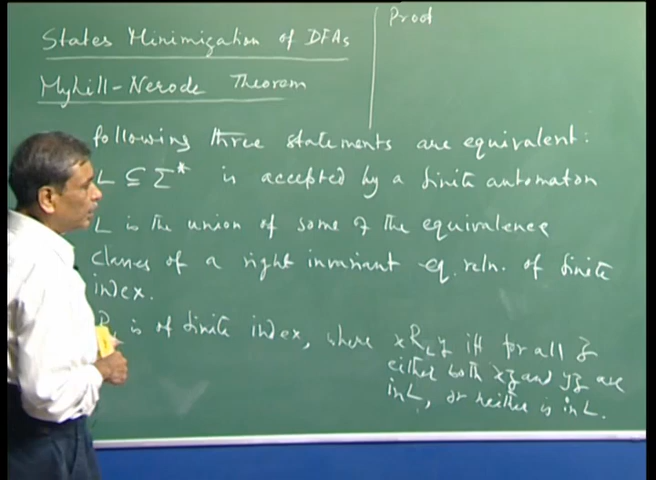 States Minimization of DFAs
Myhill-Nerode Theorem
Proof
following three statements are equivalent:
L ⊆ Σ* is accepted by a finite automaton
L is the union of some of the equivalence
classes of a right invariant eq. reln. of finite
index.
is of finite index, where x R_L y iff for all z
either both xz and yz are
in L, or neither is in L.